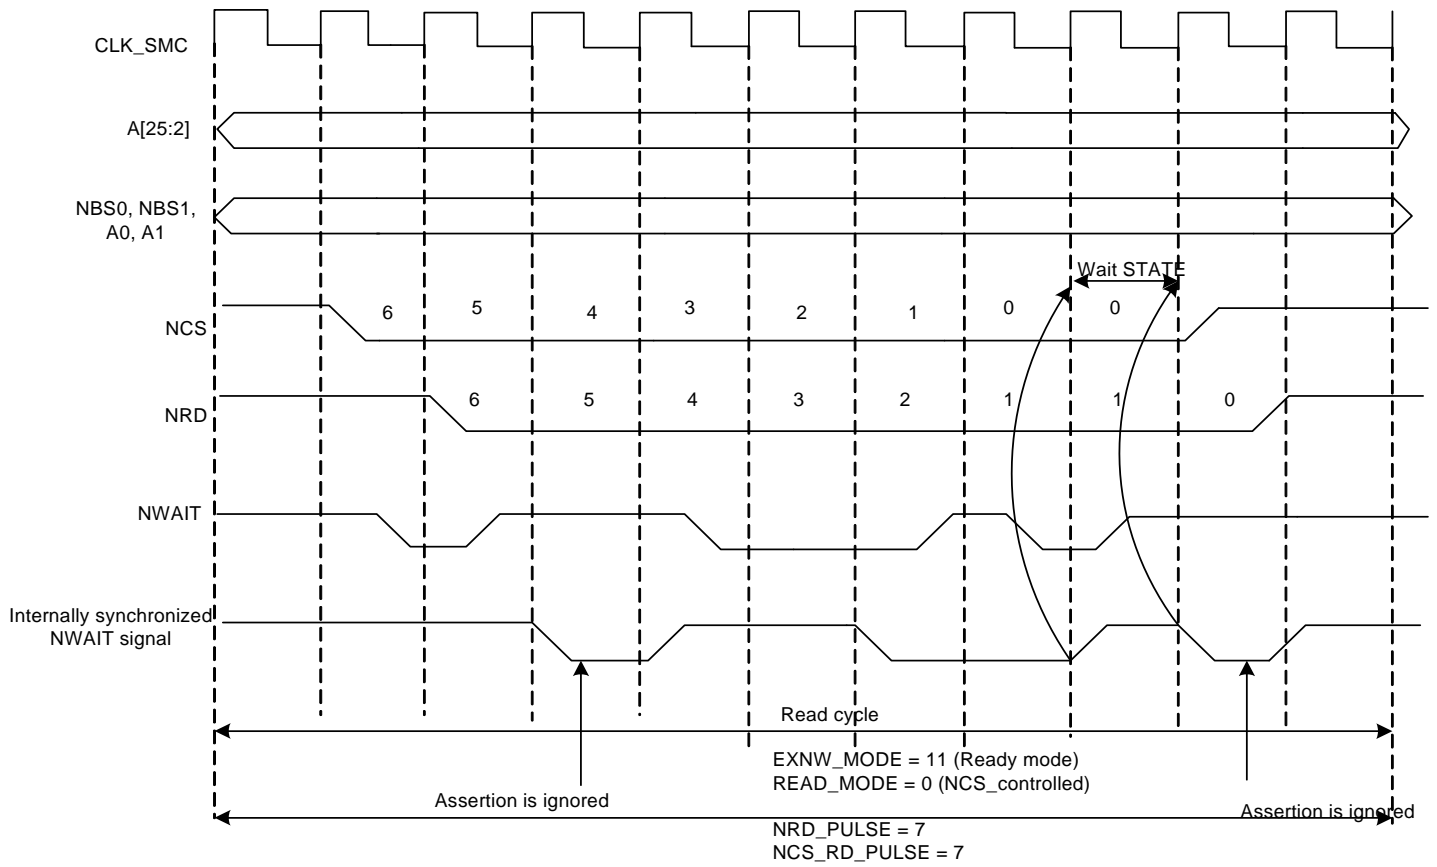 CLK_SMC
A[25:2]
NBS0, NBS1,
A0, A1
Wait STATE
NCS
6 5 4 3 2 1 0 0
NRD
6 5 4 3 2 1 1 0
NWAIT
Internally synchronized
NWAIT signal
Read cycle
EXNW_MODE = 11 (Ready mode)
READ_MODE = 0 (NCS_controlled)
Assertion is ignored
Assertion is ignored
NRD_PULSE = 7
NCS_RD_PULSE = 7